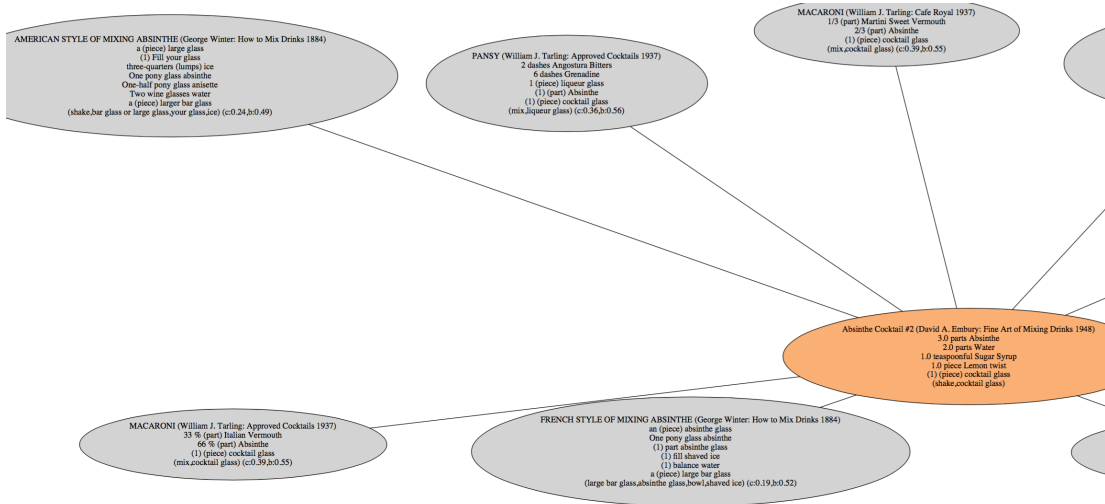 MACARONI (William J. Tarling: Cafe Royal 1937)
1/3 (part) Martini Sweet Vermouth
2/3 (part) Absinthe
(1) (piece) cocktail glass
(mix,cocktail glass) (c:0.39,b:0.55)
AMERICAN STYLE OF MIXING ABSINTHE (George Winter: How to Mix Drinks 1884)
a (piece) large glass
(1) Fill your glass
three-quarters (lumps) ice
One pony glass absinthe
One-half pony glass anisette
Two wine glasses water
a (piece) larger bar glass
(shake,bar glass or large glass,your glass,ice) (c:0.24,b:0.49)
PANSY (William J. Tarling: Approved Cocktails 1937)
2 dashes Angostura Bitters
6 dashes Grenadine
1 (piece) liqueur glass
(1) (part) Absinthe
(1) (piece) cocktail glass
(mix,liqueur glass) (c:0.36,b:0.56)
Absinthe Cocktail #2 (David A. Embury: Fine Art of Mixing Drinks 1948)
3.0 parts Absinthe
2.0 parts Water
1.0 teaspoonful Sugar Syrup
1.0 piece Lemon twist
(1) (piece) cocktail glass
(shake,cocktail glass)
MACARONI (William J. Tarling: Approved Cocktails 1937)
33 % (part) Italian Vermouth
66 % (part) Absinthe
(1) (piece) cocktail glass
(mix,cocktail glass) (c:0.39,b:0.55)
FRENCH STYLE OF MIXING ABSINTHE (George Winter: How to Mix Drinks 1884)
an (piece) absinthe glass
One pony glass absinthe
(1) part absinthe glass
(1) fill shaved ice
(1) balance water
a (piece) large bar glass
(large bar glass,absinthe glass,bowl,shaved ice) (c:0.19,b:0.52)